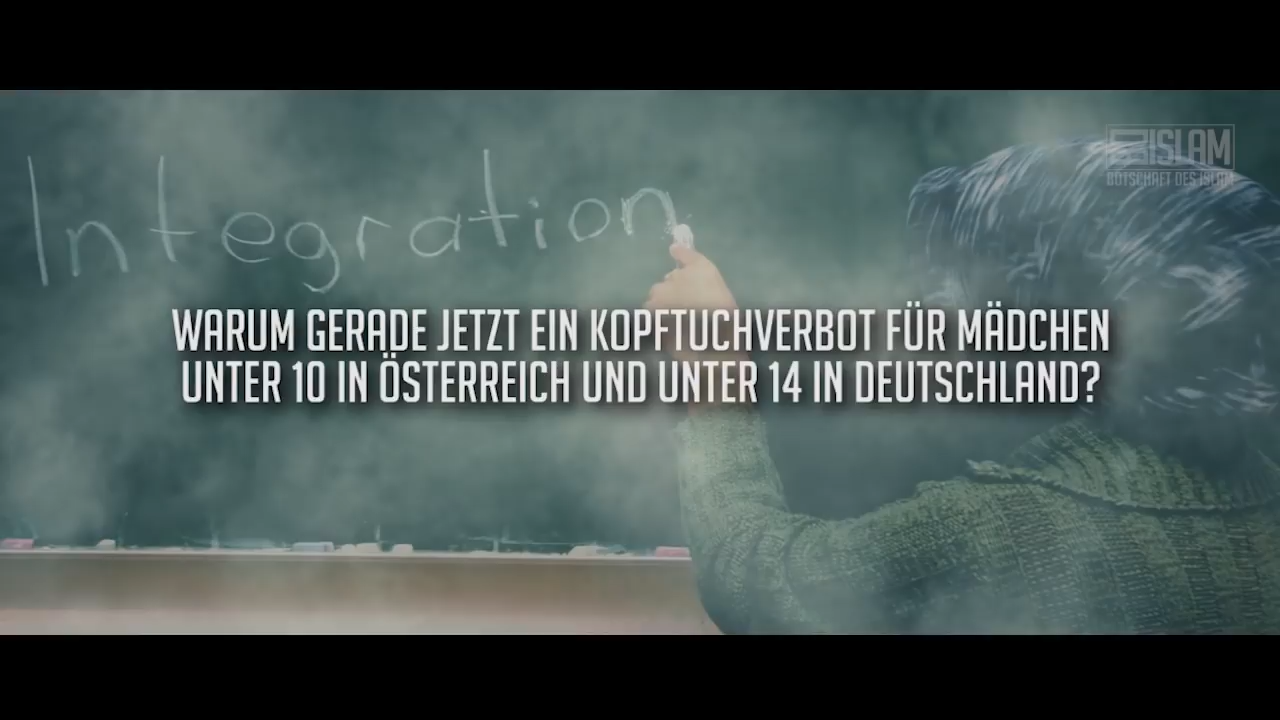 ISLAM
BOTSCHAFT DES ISLAM
Integration
WARUM GERADE JETZT EIN KOPFTUCHVERBOT FÜR MÄDCHEN
UNTER 10 IN ÖSTERREICH UND UNTER 14 IN DEUTSCHLAND?